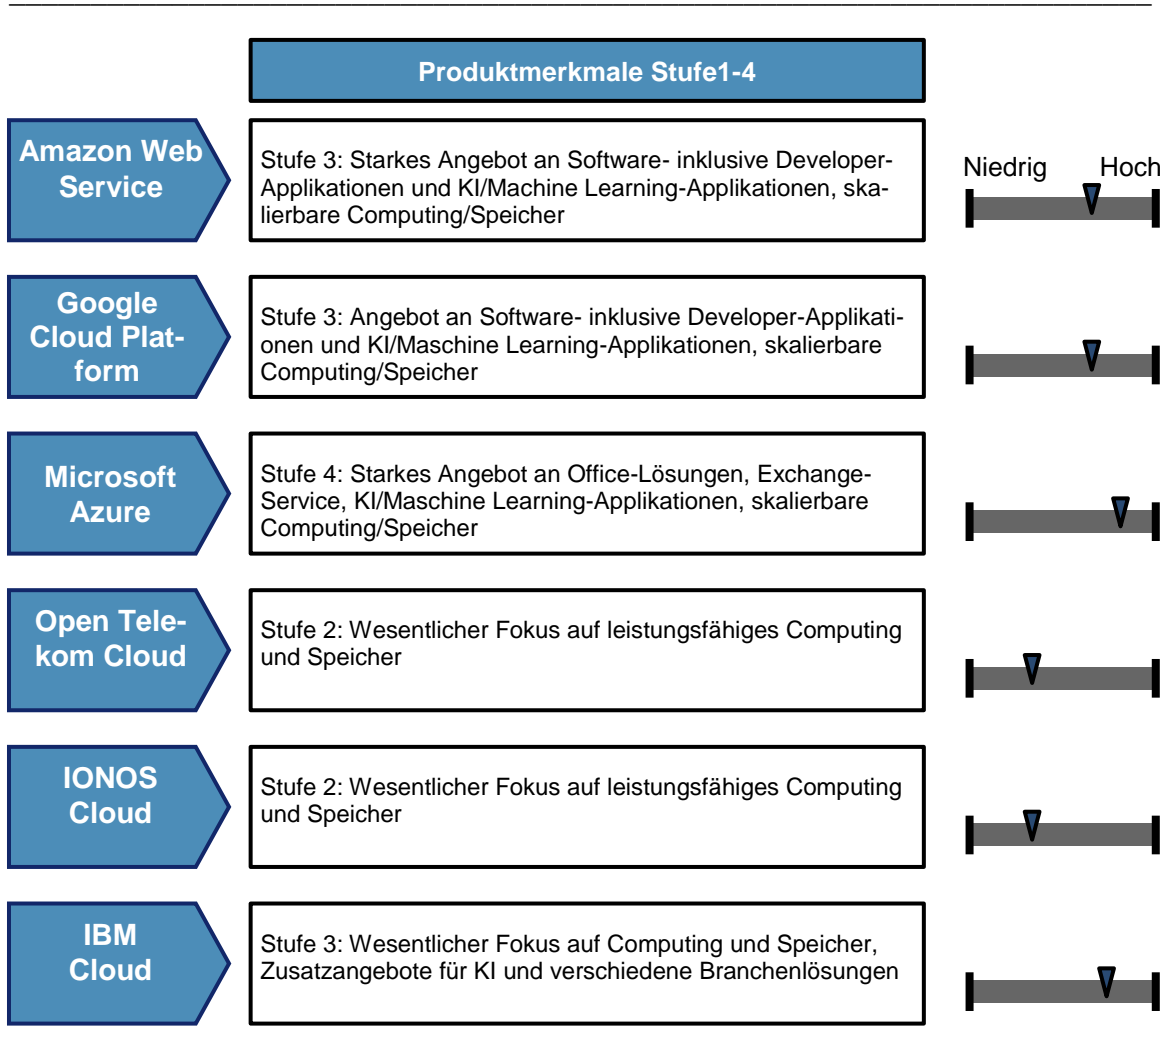 Produktmerkmale Stufe1-4
Amazon Web
Service
Stufe 3: Starkes Angebot an Software- inklusive Developer-
Applikationen und KI/Machine Learning-Applikationen, ska-
lierbare Computing/Speicher
Niedrig Hoch
Google
Cloud Plat-
form
Stufe 3: Angebot an Software- inklusive Developer-Applikati-
onen und KI/Maschine Learning-Applikationen, skalierbare
Computing/Speicher
Microsoft
Azure
Stufe 4: Starkes Angebot an Office-Lösungen, Exchange-
Service, KI/Maschine Learning-Applikationen, skalierbare
Computing/Speicher
Open Tele-
kom Cloud
Stufe 2: Wesentlicher Fokus auf leistungsfähiges Computing
und Speicher
IONOS
Cloud
Stufe 2: Wesentlicher Fokus auf leistungsfähiges Computing
und Speicher
IBM
Cloud
Stufe 3: Wesentlicher Fokus auf Computing und Speicher,
Zusatzangebote für KI und verschiedene Branchenlösungen